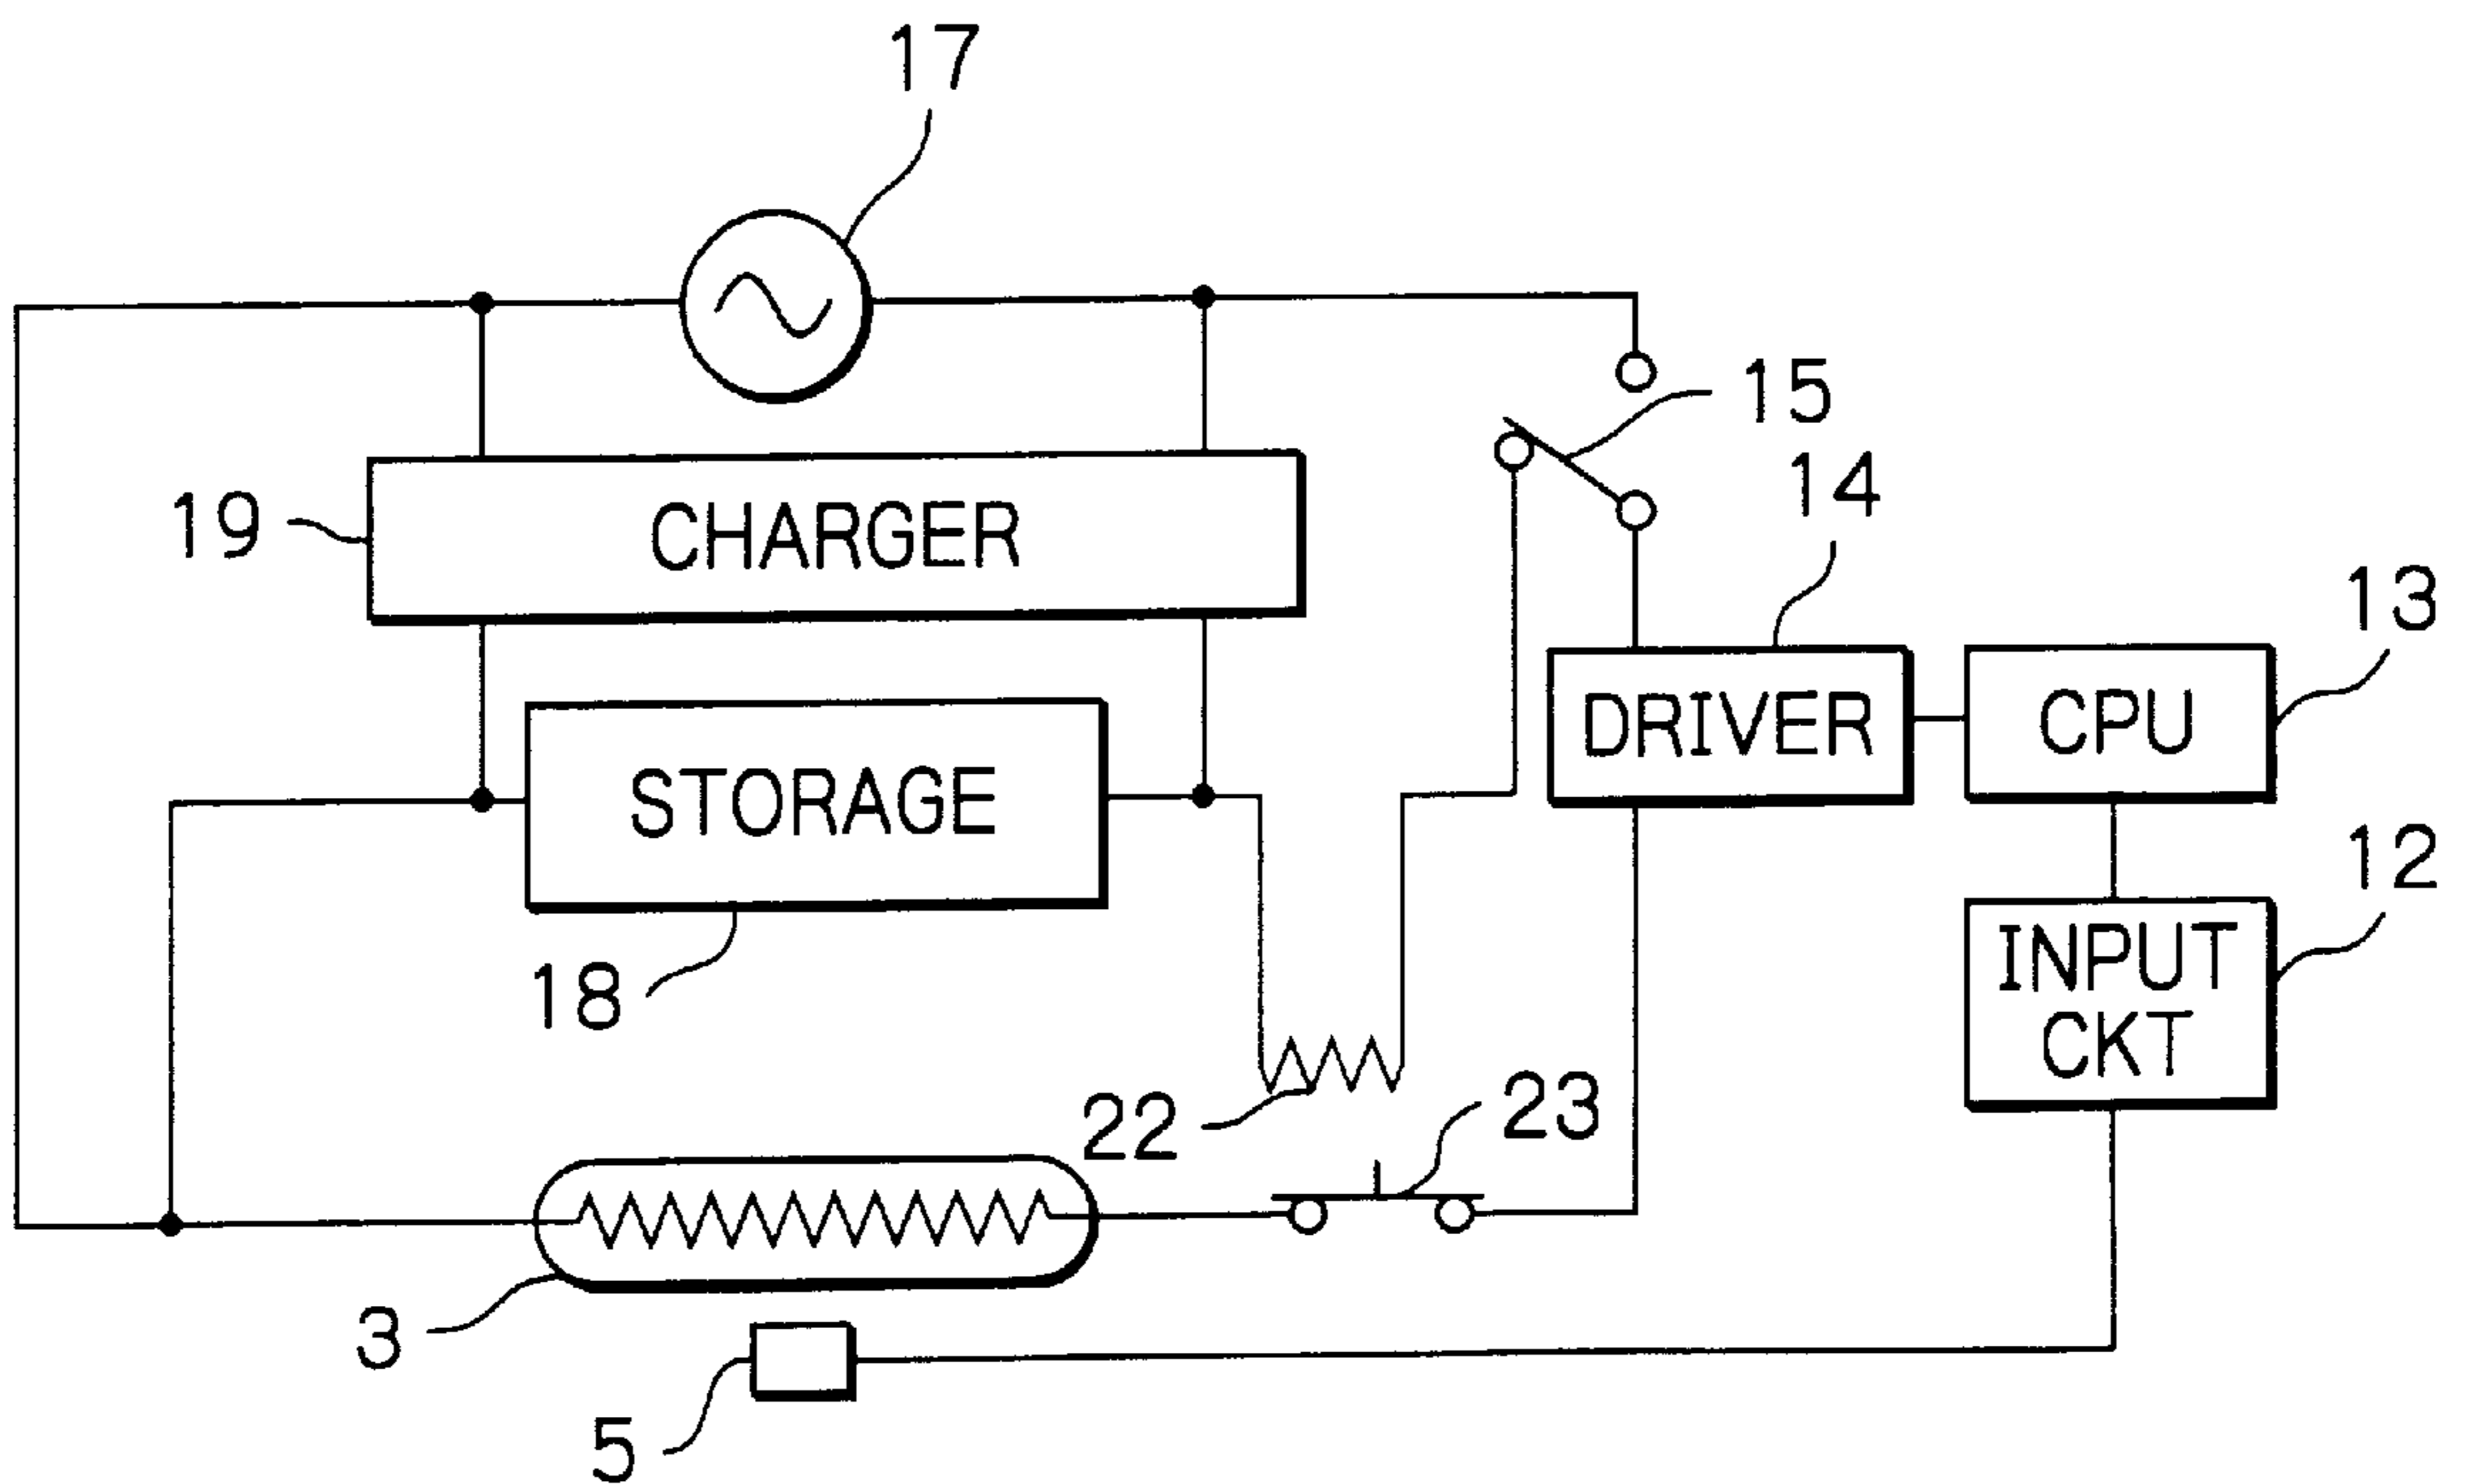 17
15
14
19
CHARGER
13
DRIVER
CPU
STORAGE
12
INPUT
CKT
18
22
23
3
5